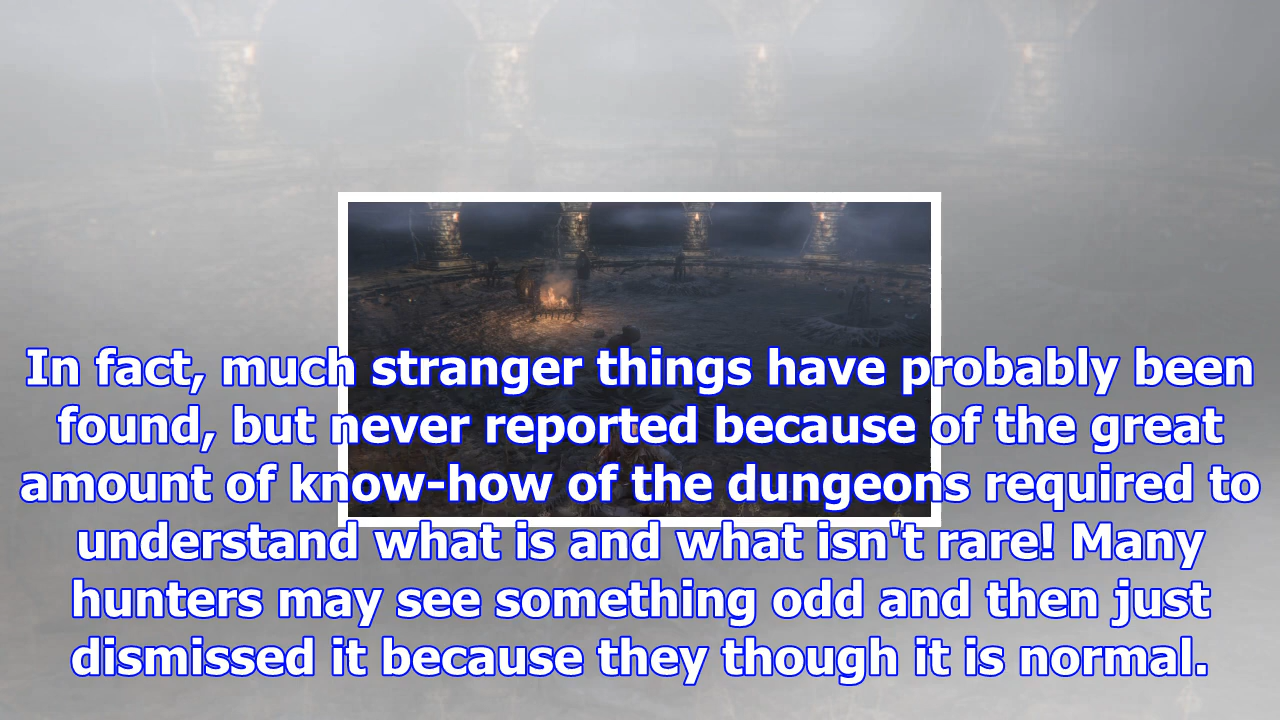 In fact, much stranger things have probably been
found, but never reported because of the great
amount of know-how of the dungeons required to
understand what is and what isn't rare! Many
hunters may see something odd and then just
dismissed it because they though it is normal.